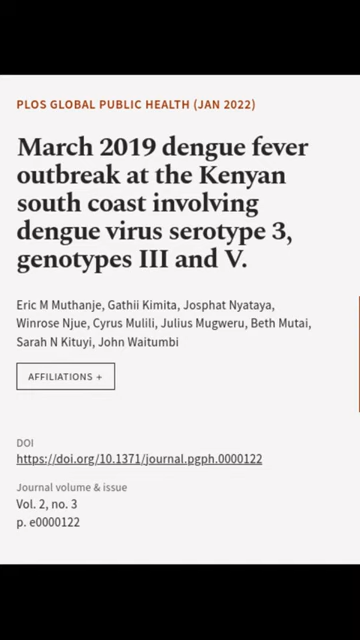 PLOS GLOBAL PUBLIC HEALTH (JAN 2022)
March 2019 dengue fever
outbreak at the Kenyan
south coast involving
dengue virus serotype 3,
genotypes III and V.
Eric M Muthanje, Gathii Kimita, Josphat Nyataya,
Winrose Njue, Cyrus Mulili, Julius Mugweru, Beth Mutai,
Sarah N Kituyi, John Waitumbi
AFFILIATIONS +
DOI
https://doi.org/10.1371/journal.pgph.0000122
Journal volume & issue
Vol. 2, no. 3
p. e0000122